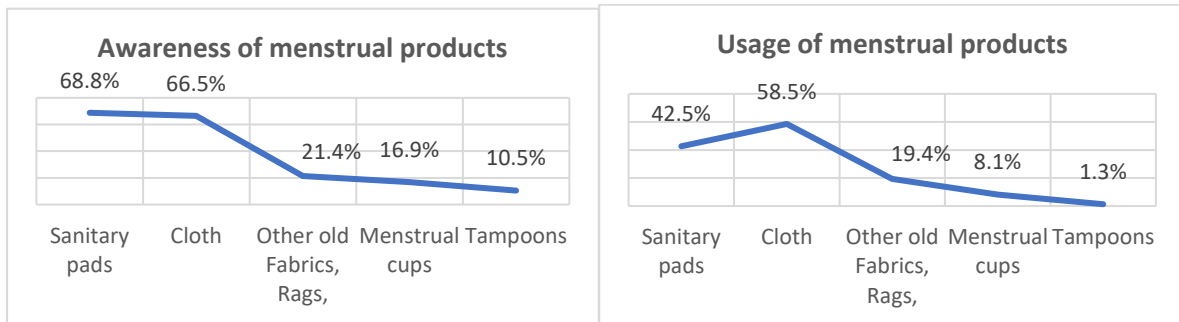 Awareness of menstrual products
68.8%
66.5%
21.4%
16.9%
10.5%
Sanitary pads
Cloth
Other old Fabrics, Rags,
Menstrual cups
Tampoons
Usage of menstrual products
42.5%
58.5%
19.4%
8.1%
1.3%
Sanitary pads
Cloth
Other old Fabrics, Rags,
Menstrual cups
Tampoons